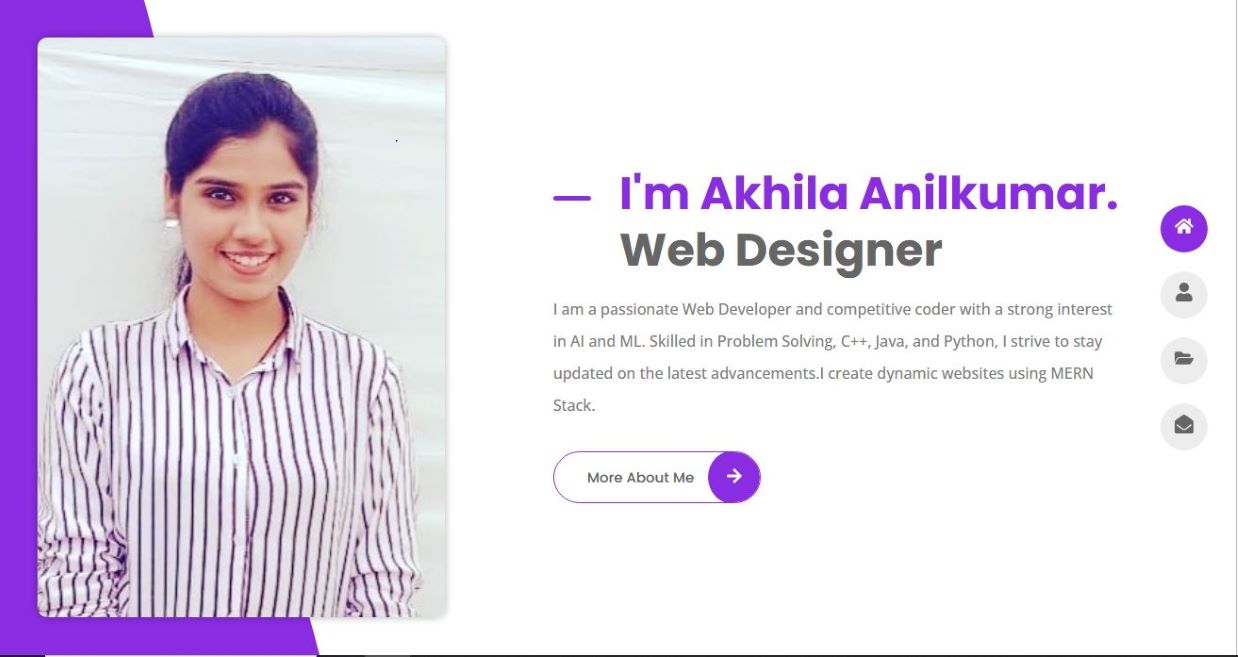 I'm Akhila Anilkumar.
Web Designer
I am a passionate Web Developer and competitive coder with a strong interest
in AI and ML. Skilled in Problem Solving, C++, Java, and Python, I strive to stay
updated on the latest advancements.I create dynamic websites using MERN
Stack.
More About Me